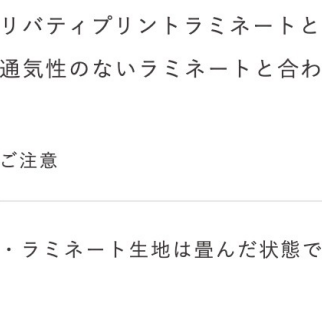 リバティプリントラミネートと
通気性のないラミネートと合わ
ご注意
・ラミネート生地は畳んだ状態で